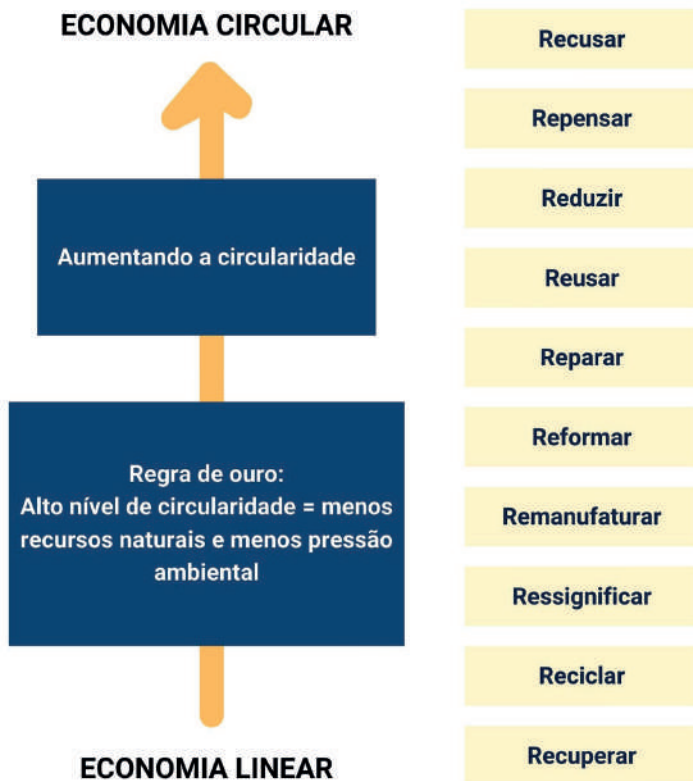 ECONOMIA CIRCULAR
Aumentando a circularidade
Regra de ouro:
Alto nível de circularidade = menos
recursos naturais e menos pressão
ambiental
ECONOMIA LINEAR
Recusar
Repensar
Reduzir
Reusar
Reparar
Reformar
Remanufaturar
Ressignificar
Reciclar
Recuperar